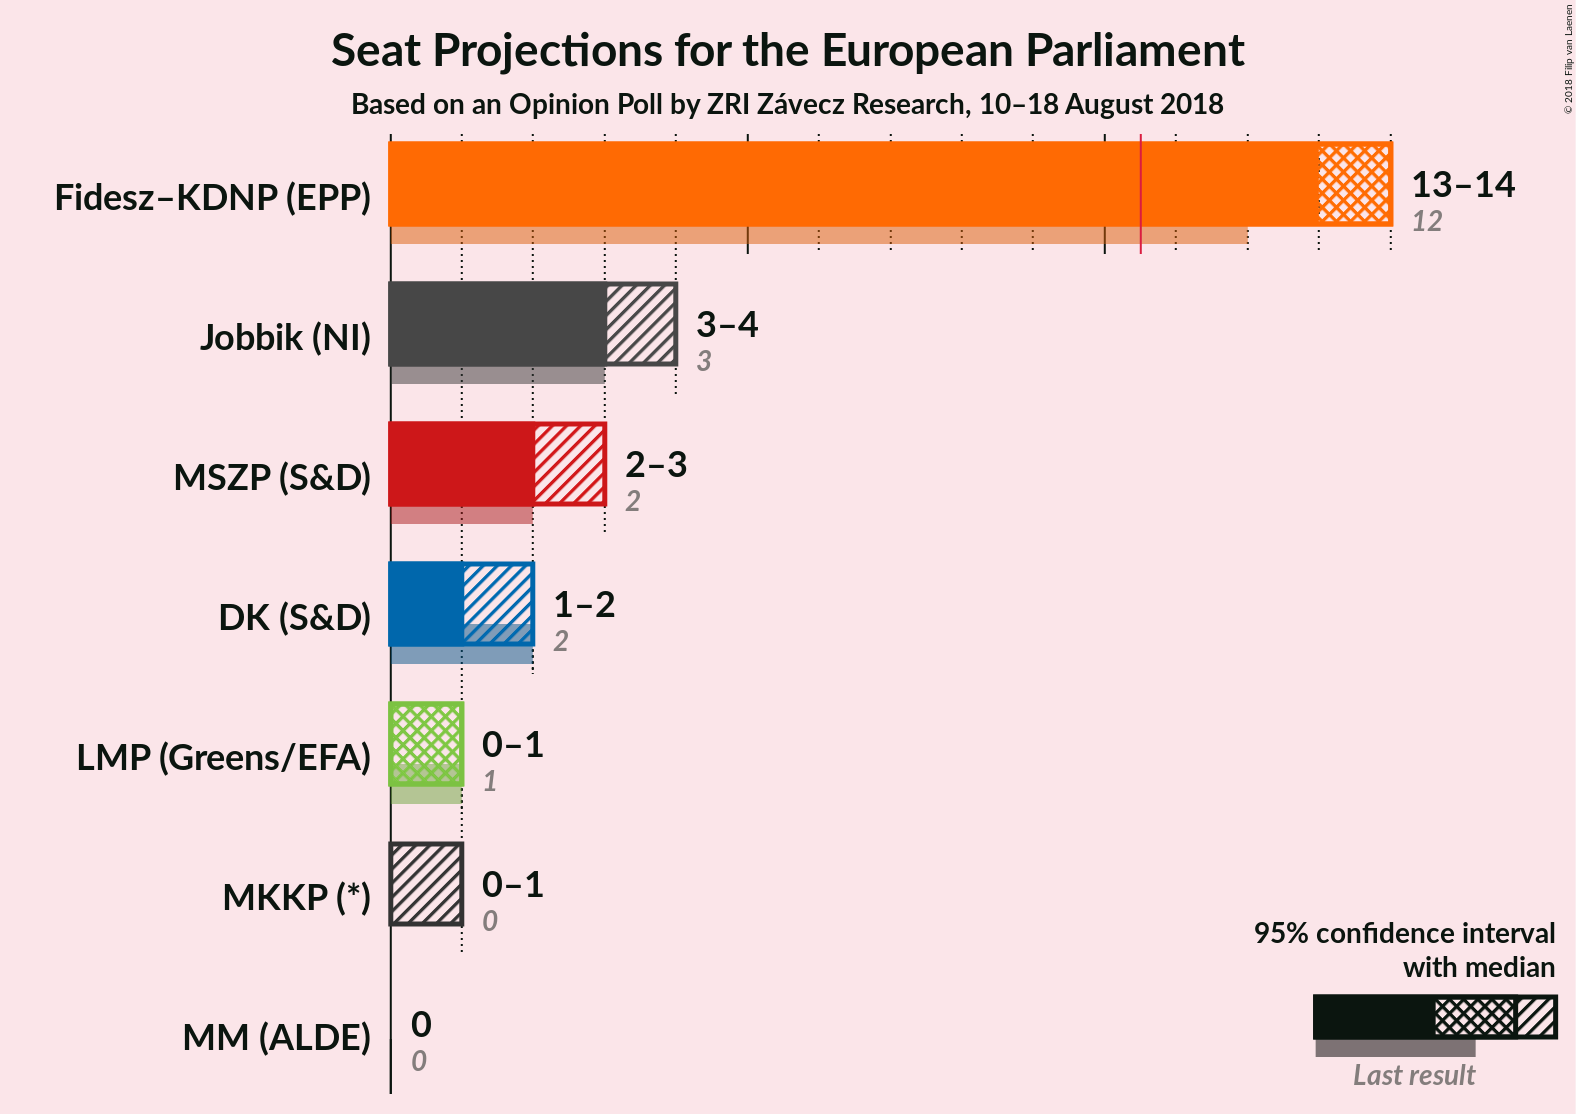 Seat Projections for the European Parliament
Based on an Opinion Poll by ZRI Závecz Research, 10–18 August 2018
© 2018 Filip van Laenen
Fidesz–KDNP (EPP)
13–14
12
Jobbik (NI)
3–4
3
MSZP (S&D)
2–3
2
DK (S&D)
1–2
2
LMP (Greens/EFA)
0–1
1
MKKP (*)
0–1
0
MM (ALDE)
0
0
95% confidence interval
with median
Last result